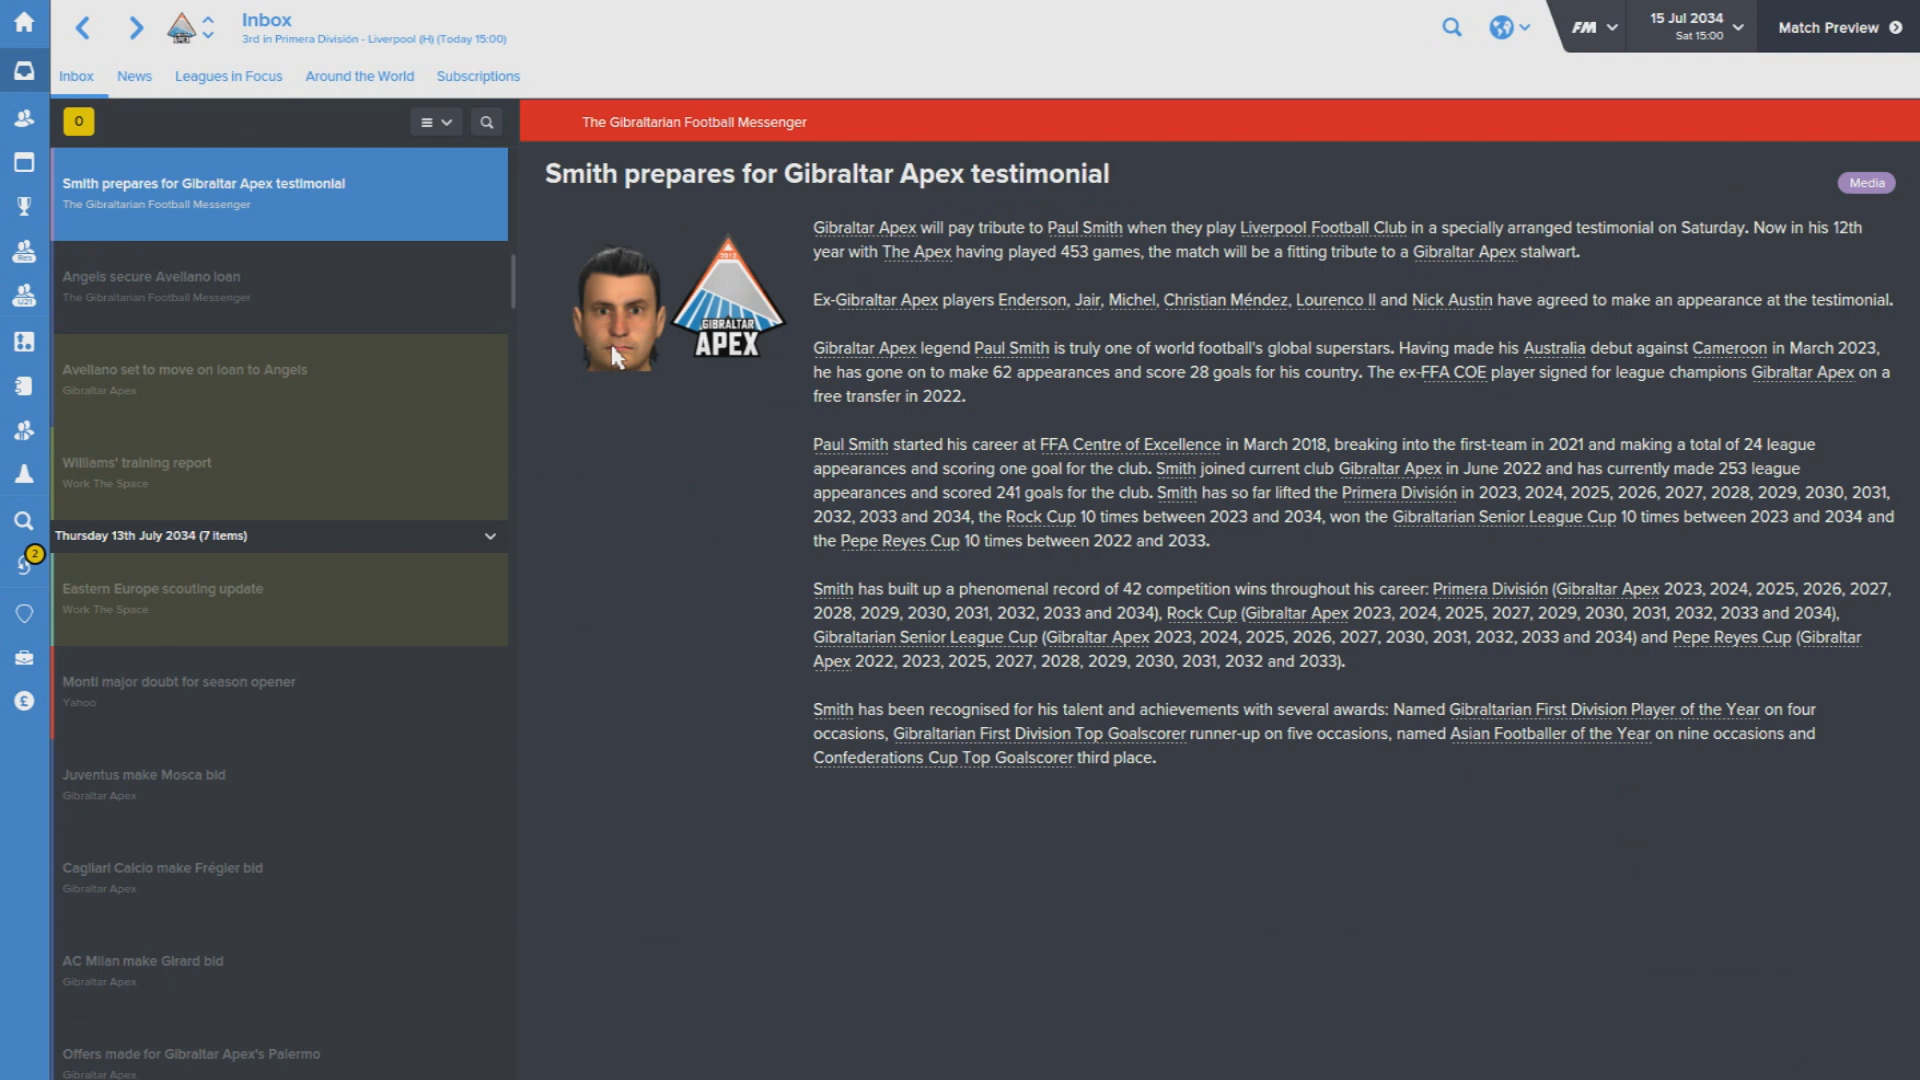 Inbox
3rd in Primera División - Liverpool (H) (Today 15:00)
FM
15 Jul 2034
Sat 15:00
Match Preview
Inbox
News
Leagues in Focus
Around the World
Subscriptions
0
The Gibraltarian Football Messenger
Smith prepares for Gibraltar Apex testimonial
The Gibraltarian Football Messenger
Angels secure Avellano loan
The Gibraltarian Football Messenger
Avellano set to move on loan to Angels
Gibraltar Apex
Williams' training report
Work The Space
Thursday 13th July 2034 (7 items)
Eastern Europe scouting update
Work The Space
Monti major doubt for season opener
Yahoo
Juventus make Mosca bid
Gibraltar Apex
Cagliari Calcio make Frégier bid
Gibraltar Apex
AC Milan make Girard bid
Gibraltar Apex
Offers made for Gibraltar Apex's Palermo
Gibraltar Apex
Res
U21
2
Smith prepares for Gibraltar Apex testimonial
Media
2013
GIBRALTAR
APEX
Gibraltar Apex will pay tribute to Paul Smith when they play Liverpool Football Club in a specially arranged testimonial on Saturday. Now in his 12th
year with The Apex having played 453 games, the match will be a fitting tribute to a Gibraltar Apex stalwart.
Ex-Gibraltar Apex players Enderson, Jair, Michel, Christian Méndez, Lourenco II and Nick Austin have agreed to make an appearance at the testimonial.
Gibraltar Apex legend Paul Smith is truly one of world football's global superstars. Having made his Australia debut against Cameroon in March 2023,
he has gone on to make 62 appearances and score 28 goals for his country. The ex-FFA COE player signed for league champions Gibraltar Apex on a
free transfer in 2022.
Paul Smith started his career at FFA Centre of Excellence in March 2018, breaking into the first-team in 2021 and making a total of 24 league
appearances and scoring one goal for the club. Smith joined current club Gibraltar Apex in June 2022 and has currently made 253 league
appearances and scored 241 goals for the club. Smith has so far lifted the Primera División in 2023, 2024, 2025, 2026, 2027, 2028, 2029, 2030, 2031,
2032, 2033 and 2034, the Rock Cup 10 times between 2023 and 2034, won the Gibraltarian Senior League Cup 10 times between 2023 and 2034 and
the Pepe Reyes Cup 10 times between 2022 and 2033.
Smith has built up a phenomenal record of 42 competition wins throughout his career: Primera División (Gibraltar Apex 2023, 2024, 2025, 2026, 2027,
2028, 2029, 2030, 2031, 2032, 2033 and 2034), Rock Cup (Gibraltar Apex 2023, 2024, 2025, 2027, 2029, 2030, 2031, 2032, 2033 and 2034),
Gibraltarian Senior League Cup (Gibraltar Apex 2023, 2024, 2025, 2026, 2027, 2030, 2031, 2032, 2033 and 2034) and Pepe Reyes Cup (Gibraltar
Apex 2022, 2023, 2025, 2027, 2028, 2029, 2030, 2031, 2032 and 2033).
Smith has been recognised for his talent and achievements with several awards: Named Gibraltarian First Division Player of the Year on four
occasions, Gibraltarian First Division Top Goalscorer runner-up on five occasions, named Asian Footballer of the Year on nine occasions and
Confederations Cup Top Goalscorer third place.